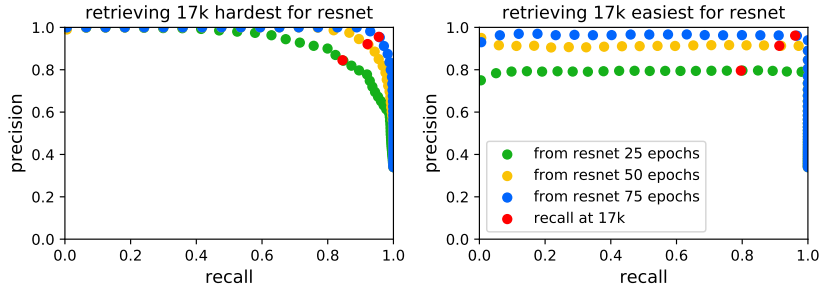 retrieving 17k hardest for resnet
1.0
0.8
0.6
0.4
0.2
0.0
precision
0.0 0.2 0.4 0.6 0.8 1.0
recall
retrieving 17k easiest for resnet
1.0
0.8
0.6
0.4
0.2
0.0
precision
from resnet 25 epochs
from resnet 50 epochs
from resnet 75 epochs
recall at 17k
0.0 0.2 0.4 0.6 0.8 1.0
recall